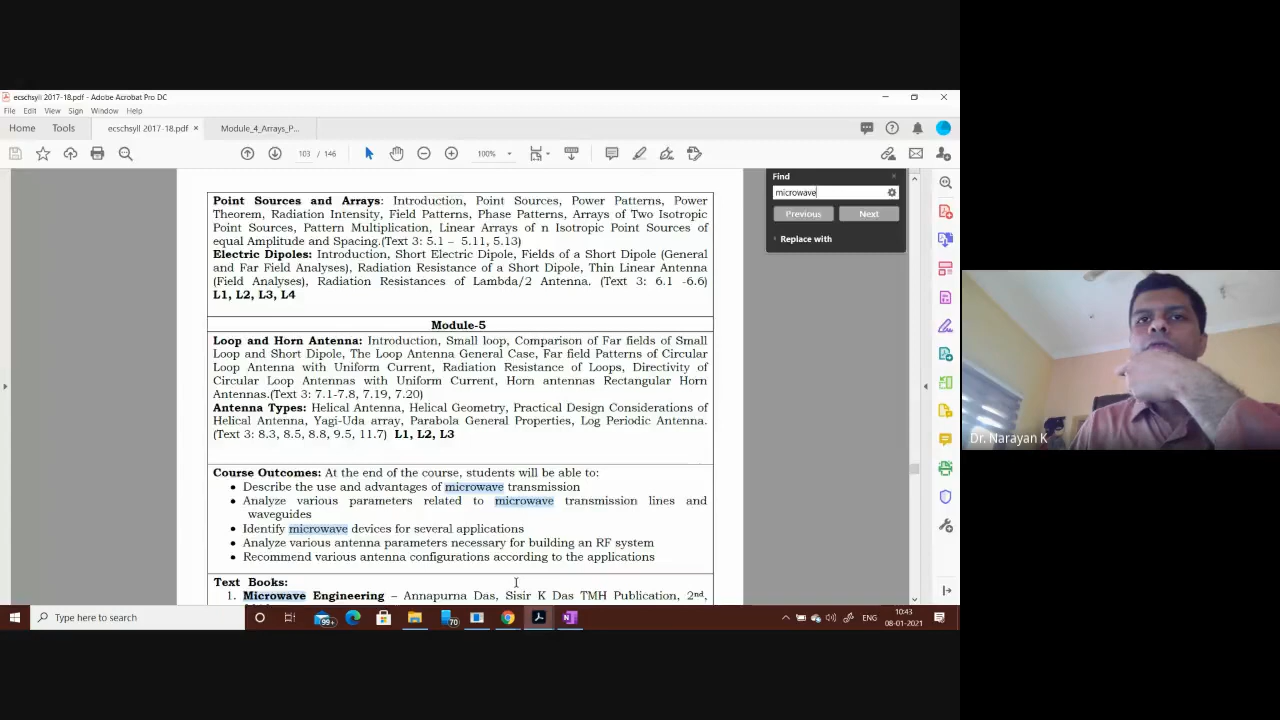 ecschsyll 2017-18.pdf - Adobe Acrobat Pro DC
File Edit View Sign Window Help
Home Tools ecschsyll 2017-18.pdf × Module_4_Arrays_P...
103 / 146 100%
Find
microwave
Previous Next
Replace with
Point Sources and Arrays: Introduction, Point Sources, Power Patterns, Power
Theorem, Radiation Intensity, Field Patterns, Phase Patterns, Arrays of Two Isotropic
Point Sources, Pattern Multiplication, Linear Arrays of n Isotropic Point Sources of
equal Amplitude and Spacing.(Text 3: 5.1 – 5.11, 5.13)
Electric Dipoles: Introduction, Short Electric Dipole, Fields of a Short Dipole (General
and Far Field Analyses), Radiation Resistance of a Short Dipole, Thin Linear Antenna
(Field Analyses), Radiation Resistances of Lambda/2 Antenna. (Text 3: 6.1 -6.6)
L1, L2, L3, L4
Module-5
Loop and Horn Antenna: Introduction, Small loop, Comparison of Far fields of Small
Loop and Short Dipole, The Loop Antenna General Case, Far field Patterns of Circular
Loop Antenna with Uniform Current, Radiation Resistance of Loops, Directivity of
Circular Loop Antennas with Uniform Current, Horn antennas Rectangular Horn
Antennas.(Text 3: 7.1-7.8, 7.19, 7.20)
Antenna Types: Helical Antenna, Helical Geometry, Practical Design Considerations of
Helical Antenna, Yagi-Uda array, Parabola General Properties, Log Periodic Antenna.
(Text 3: 8.3, 8.5, 8.8, 9.5, 11.7) L1, L2, L3
Course Outcomes: At the end of the course, students will be able to:
• Describe the use and advantages of microwave transmission
• Analyze various parameters related to microwave transmission lines and
waveguides
• Identify microwave devices for several applications
• Analyze various antenna parameters necessary for building an RF system
• Recommend various antenna configurations according to the applications
Text Books:
1. Microwave Engineering – Annapurna Das, Sisir K Das TMH Publication, 2nd,
Dr. Narayan K
Type here to search
99+ 70 ENG
10:43
08-01-2021